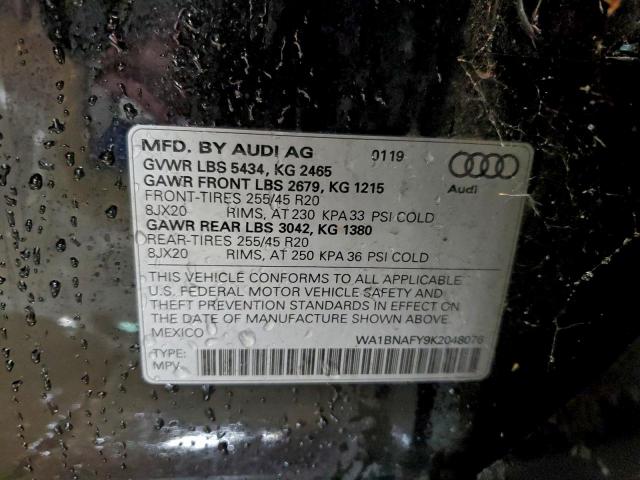 MFD. BY AUDI AG 0119
GVWR LBS 5434, KG 2465
GAWR FRONT LBS 2679, KG 1215
FRONT-TIRES 255/45 R20
8JX20 RIMS, AT 230 KPA 33 PSI COLD
GAWR REAR LBS 3042, KG 1380
REAR-TIRES 255/45 R20
8JX20 RIMS, AT 250 KPA 36 PSI COLD
Audi
THIS VEHICLE CONFORMS TO ALL APPLICABLE
U.S. FEDERAL MOTOR VEHICLE SAFETY AND
THEFT PREVENTION STANDARDS IN EFFECT ON
THE DATE OF MANUFACTURE SHOWN ABOVE.
MEXICO
WA1BNAFY9K2048076
TYPE:
MPV